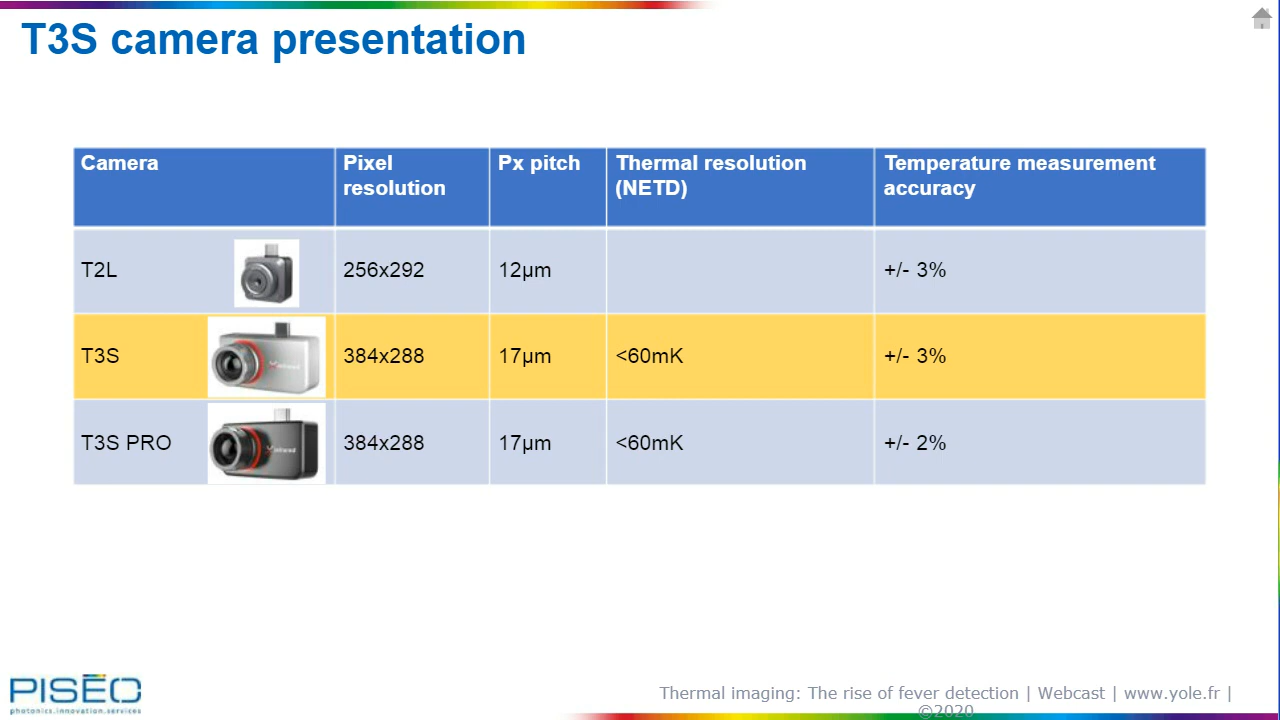 T3S camera presentation
Camera
Pixel resolution
Px pitch
Thermal resolution (NETD)
Temperature measurement accuracy
T2L
256x292
12µm
+/- 3%
T3S
infrared
384x288
17µm
<60mK
+/- 3%
T3S PRO
infrared
384x288
17µm
<60mK
+/- 2%
PISEO
photonics.innovation.services
Thermal imaging: The rise of fever detection | Webcast | www.yole.fr |
©2020